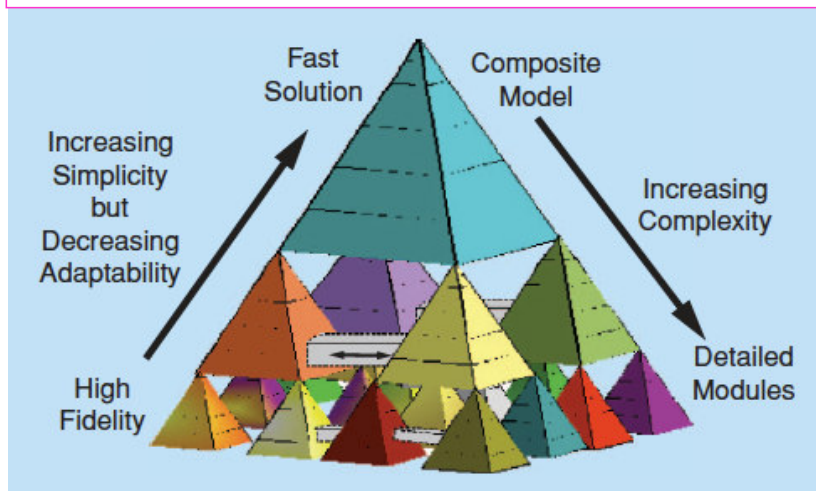 Fast
Solution
Composite
Model
Increasing
Simplicity
but
Decreasing
Adaptability
Increasing
Complexity
High
Fidelity
Detailed
Modules